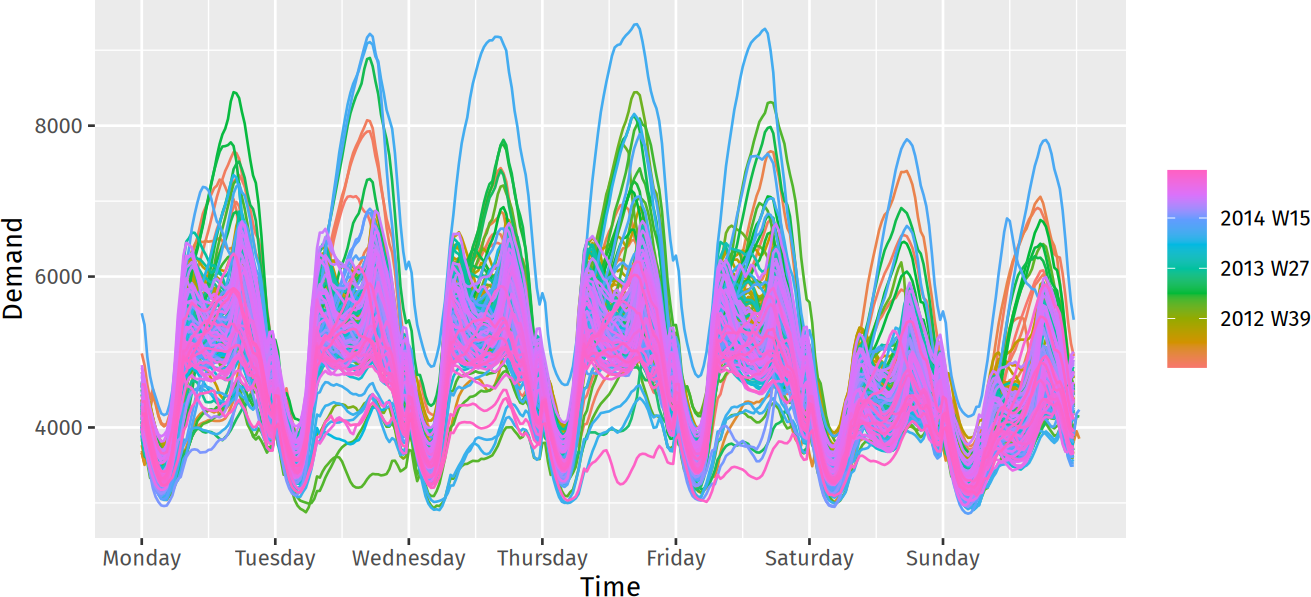 Demand
8000
6000
4000
Monday Tuesday Wednesday Thursday Friday Saturday Sunday
Time
2014 W15
2013 W27
2012 W39